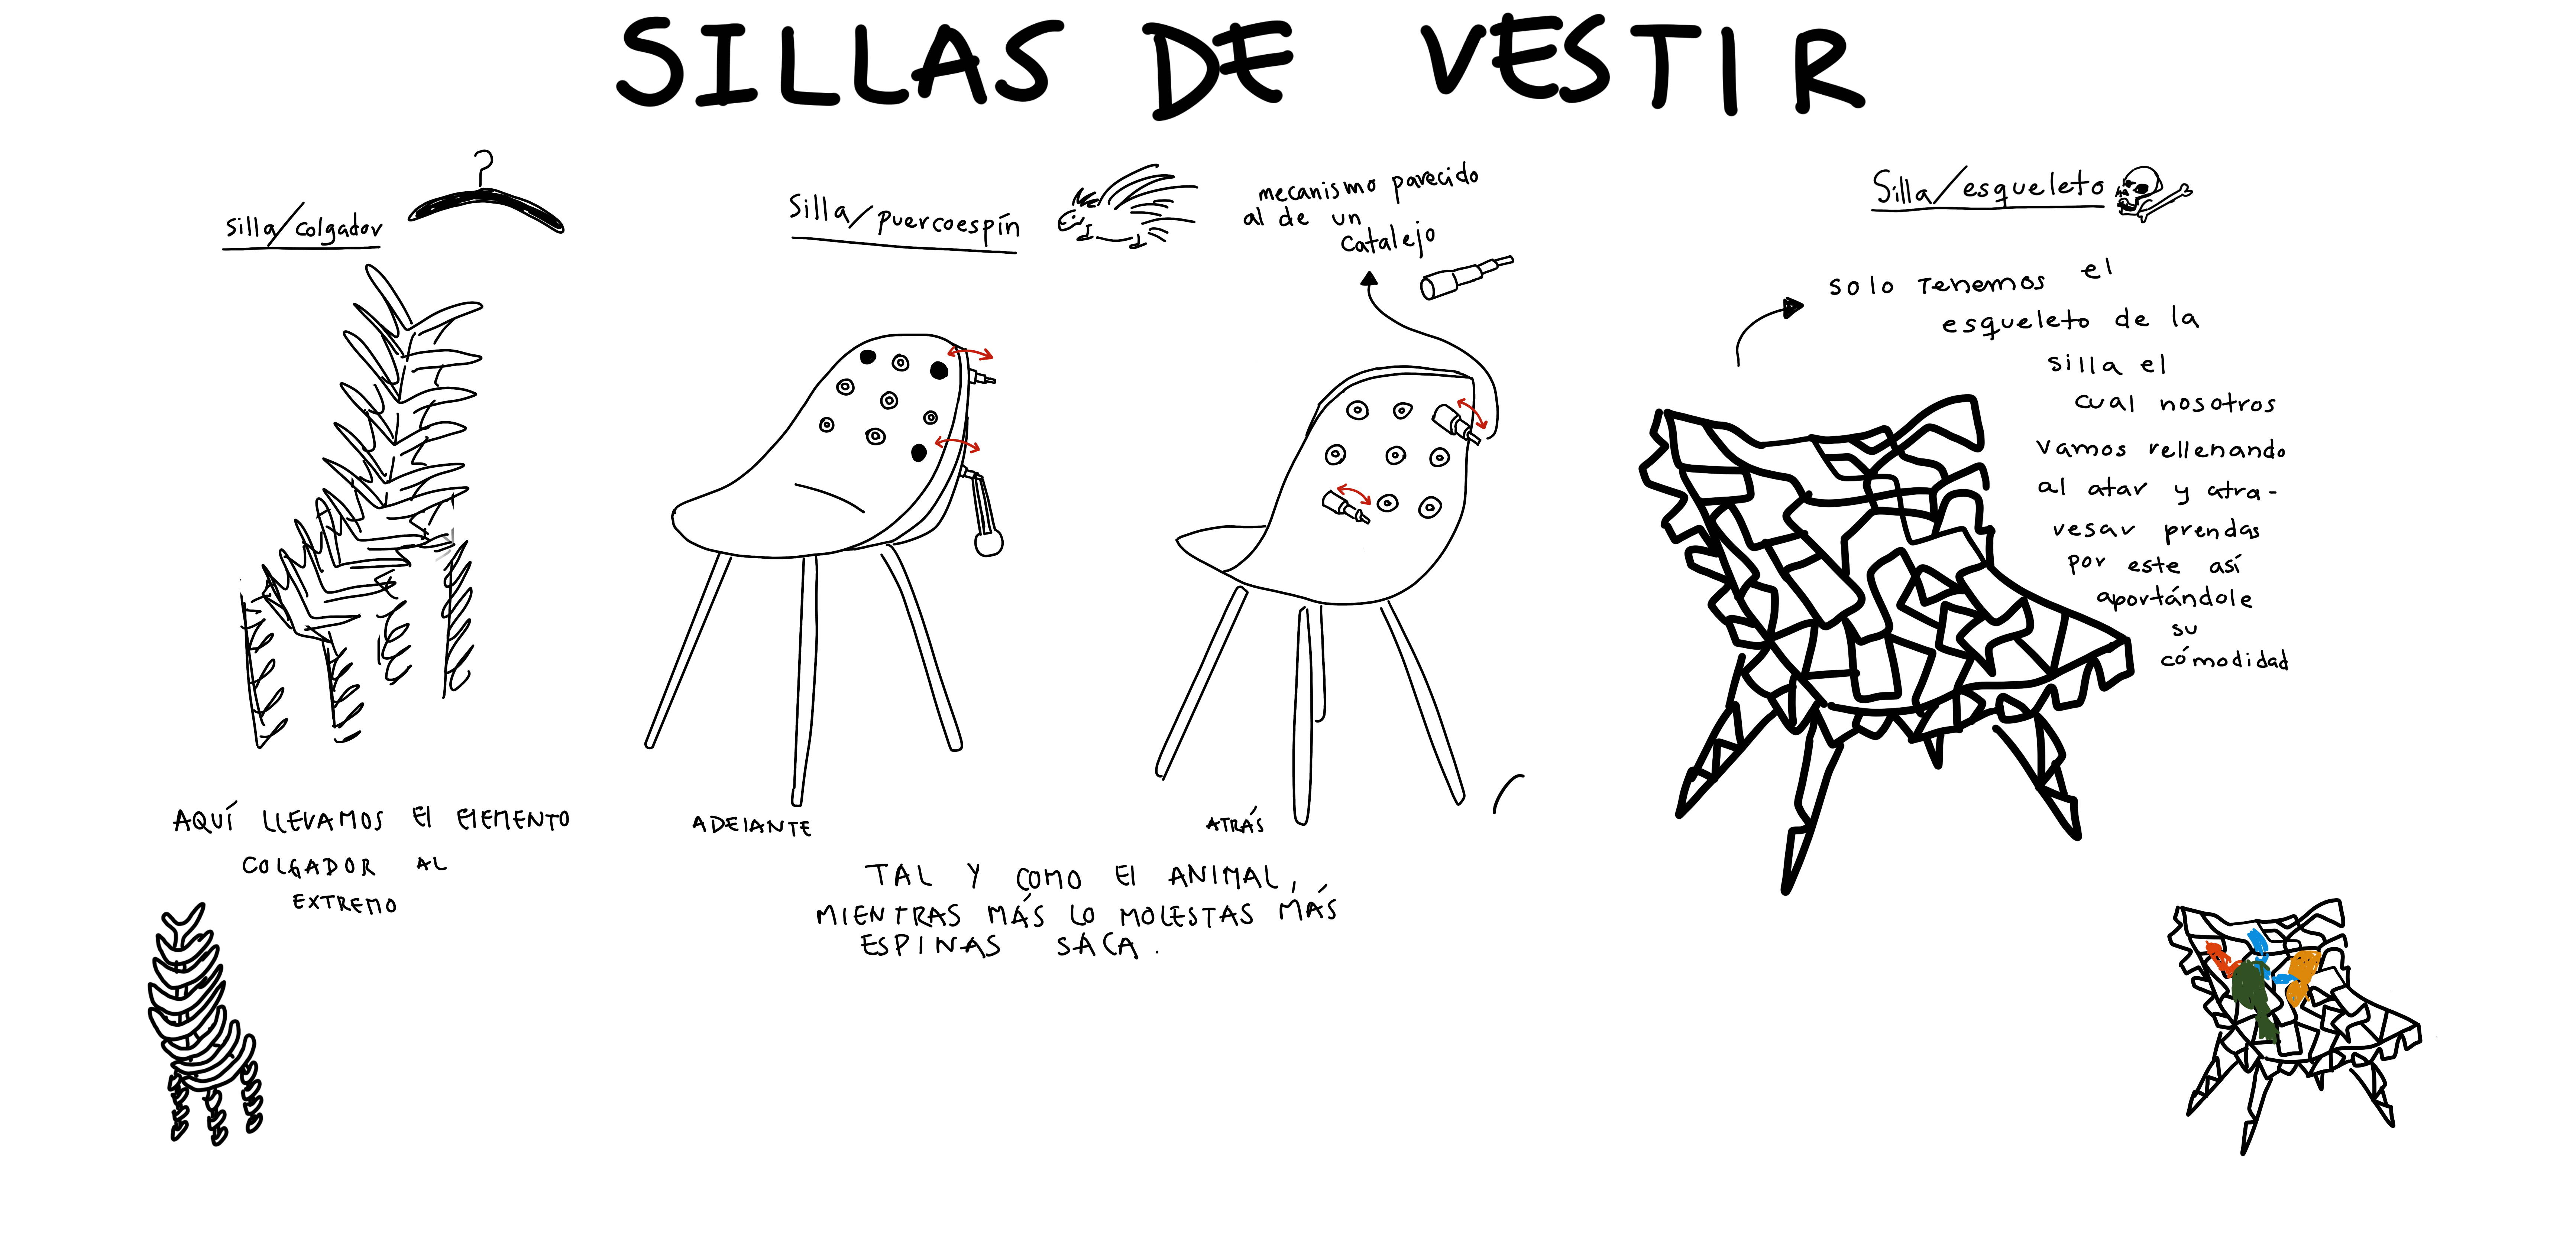 SILLAS DE VESTIR
Silla/colgador
AQUÍ LLEVAMOS El ElEMENTO
COLGADOR AL
EXTREMO
Silla/puercoespín
mecanismo parecido
al de un
catalejo
ADElANTE
ATRÁS
TAL Y COMO El ANIMAL,
MIENTRAS MÁS LO MOLESTAS MÁS
ESPINAS SACA.
Silla/esqueleto
solo Tenemos el
esqueleto de la
silla el
cual nosotros
vamos rellenando
al atar y atra-
vesar prendas
por este así
aportándole
su
cómodidad